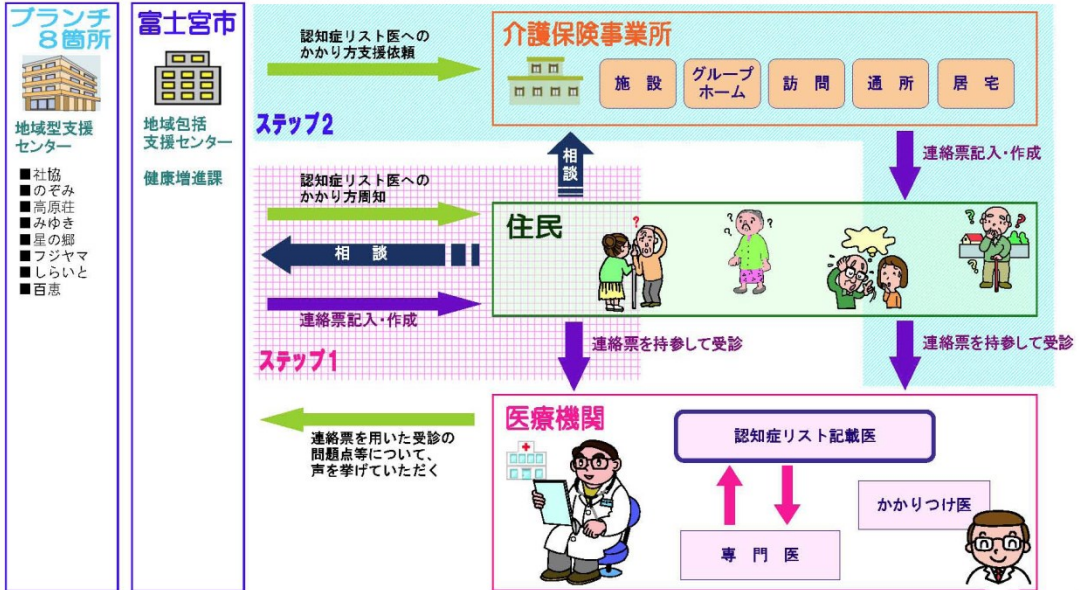 ブランチ
8箇所
地域型支援
センター
■社協
■のぞみ
■高原荘
■みゆき
■星の郷
■フジヤマ
■しらいと
■百恵
富士宮市
地域包括
支援センター
健康増進課
認知症リスト医への
かかり方支援依頼
ステップ2
介護保険事業所
施設
グループ
ホーム
訪問
通所
居宅
相談
連絡票記入・作成
認知症リスト医への
かかり方周知
相談
連絡票記入・作成
ステップ1
住民
?
?
?
?
?
?
連絡票を持参して受診
連絡票を持参して受診
連絡票を用いた受診の
問題点等について、
声を挙げていただく
医療機関
認知症リスト記載医
かかりつけ医
専門医